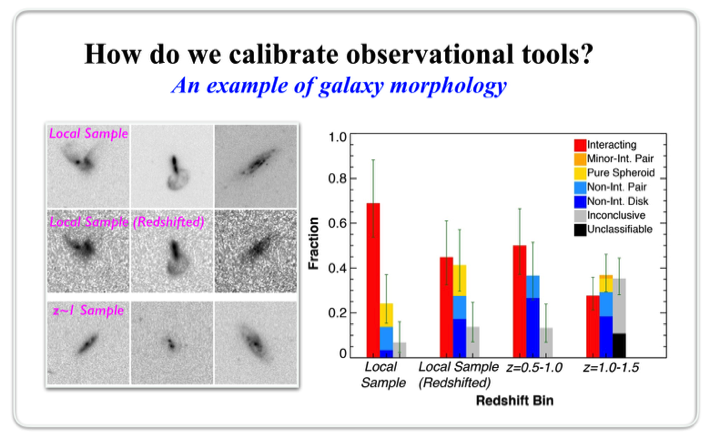 How do we calibrate observational tools?
An example of galaxy morphology
Local Sample
Local Sample (Redshifted)
z~1 Sample
Fraction
1.0
0.8
0.6
0.4
0.2
0
Interacting
Minor-Int. Pair
Pure Spheroid
Non-Int. Pair
Non-Int. Disk
Inconclusive
Unclassifiable
Local
Sample
Local Sample
(Redshifted)
z=0.5-1.0
z=1.0-1.5
Redshift Bin